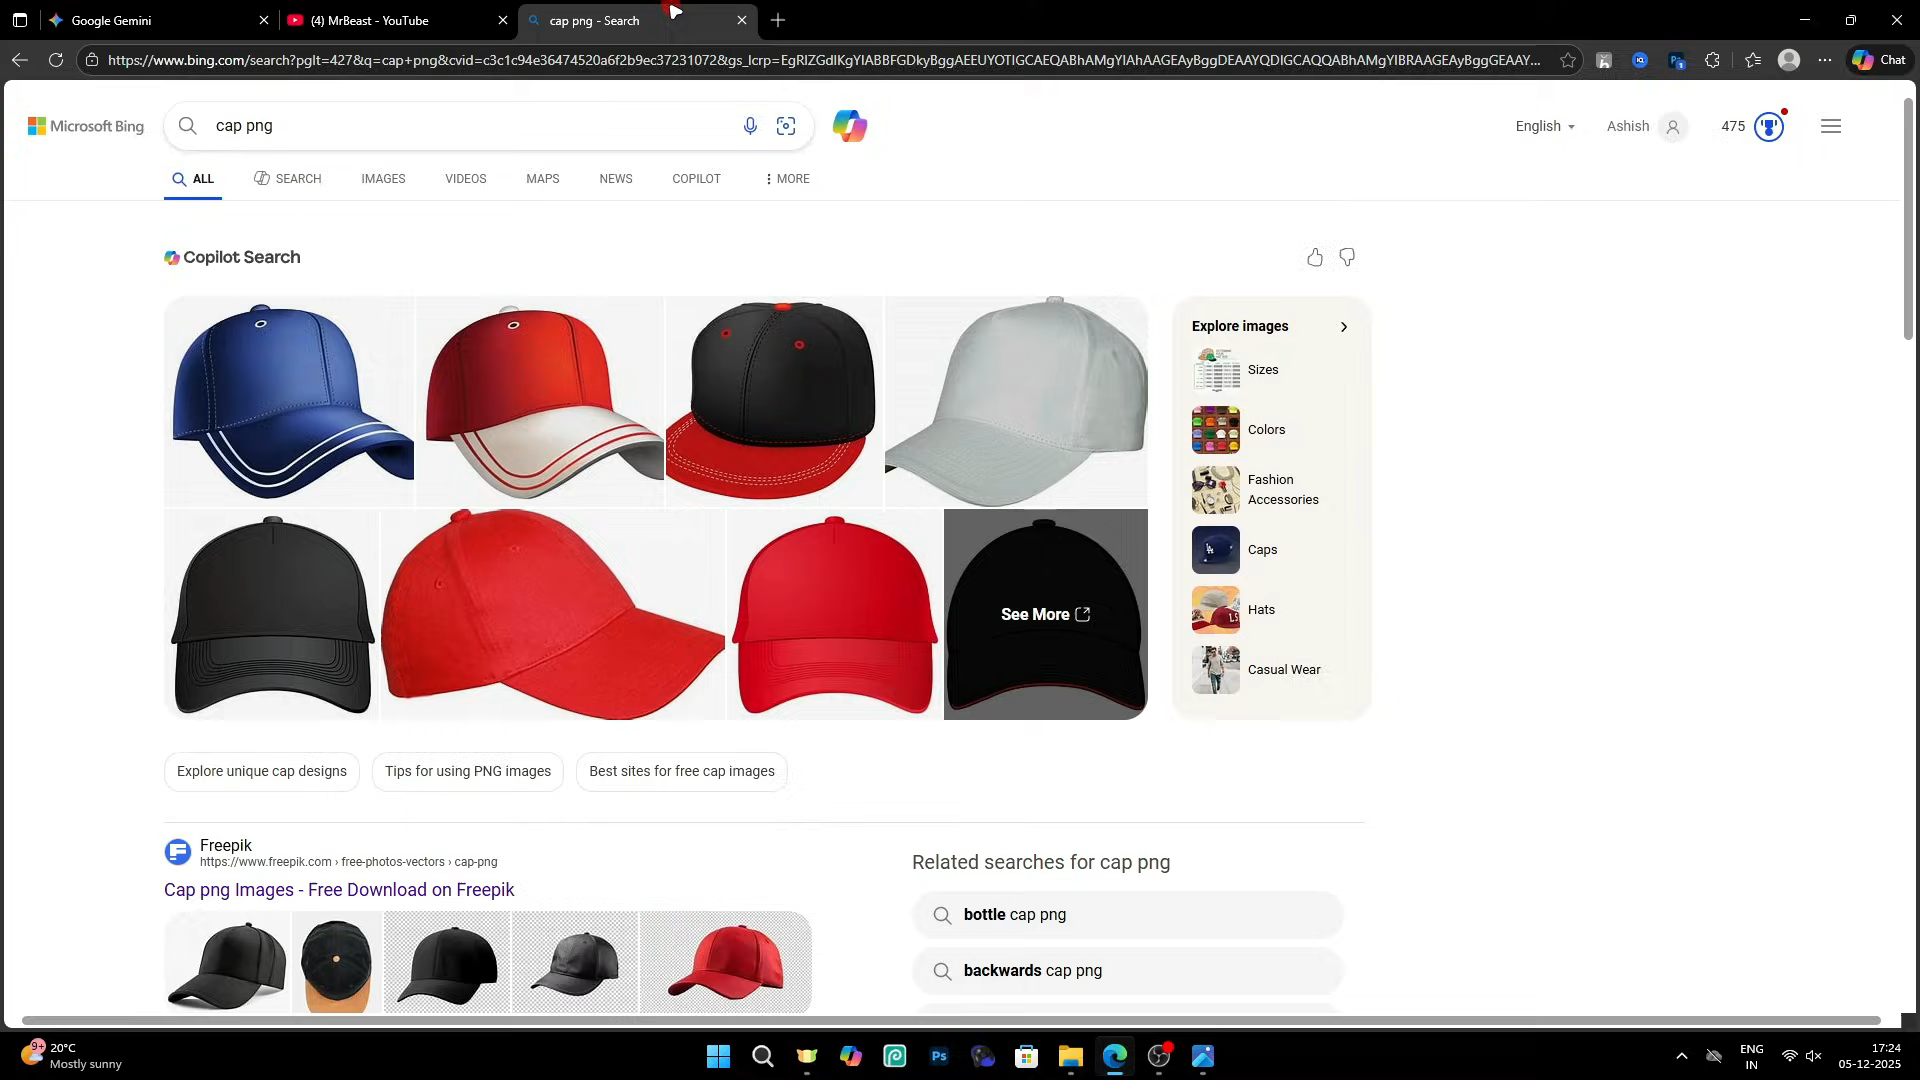 Google Gemini
(4) MrBeast - YouTube
cap png - Search
https://www.bing.com/search?pglt=427&q=cap+png&cvid=c3c1c94e36474520a6f2b9ec37231072&gs_lcrp=EgRlZGdlKgYIABBFGDkyBggAEEUYOTIGCAEQABhAMgYIAhAAGEAyBggDEAAYQDIGCAQQABhAMgYIBRAAGEAyBggGEAAY...
Chat
Microsoft Bing
cap png
English
Ashish
475
ALL
SEARCH
IMAGES
VIDEOS
MAPS
NEWS
COPILOT
MORE
Copilot Search
Explore images
Sizes
Colors
Fashion
Accessories
Caps
Hats
Casual Wear
See More
Explore unique cap designs
Tips for using PNG images
Best sites for free cap images
Freepik
https://www.freepik.com › free-photos-vectors › cap-png
Cap png Images - Free Download on Freepik
Related searches for cap png
bottle cap png
backwards cap png
9+
20°C
Mostly sunny
Ps
ENG
IN
17:24
05-12-2025